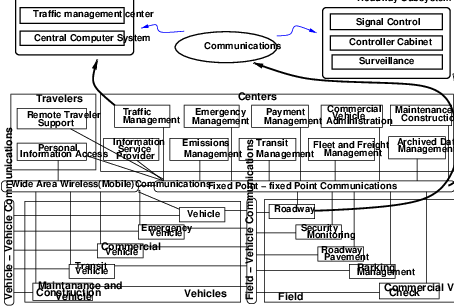 Traffic management center
Central Computer System
Communications
Signal Control
Controller Cabinet
Surveillance
Travelers
Remote Traveler
Support
Personal
Information Access
Centers
Traffic
Management
Emergency
Management
Payment
Management
Commercial
Vehicle
Administration
Maintenance
Constructio
Information
Service
Provider
Emissions
Management
Transit
Management
Fleet and Freight
Management
Archived Dat
Management
Wide Area Wireless(Mobile) Communications
Fixed Point – fixed Point Communications
Vehicle – Vehicle Communications
Vehicle
Emergency
Vehicle
Commercial
Vehicle
Transit
Vehicle
Maintanance and
Construction
Vehicle
Vehicles
Field – Vehicle Communications
Roadway
Security
Monitoring
Roadway
Pavement
Parking
Management
Commercial V
Check
Field